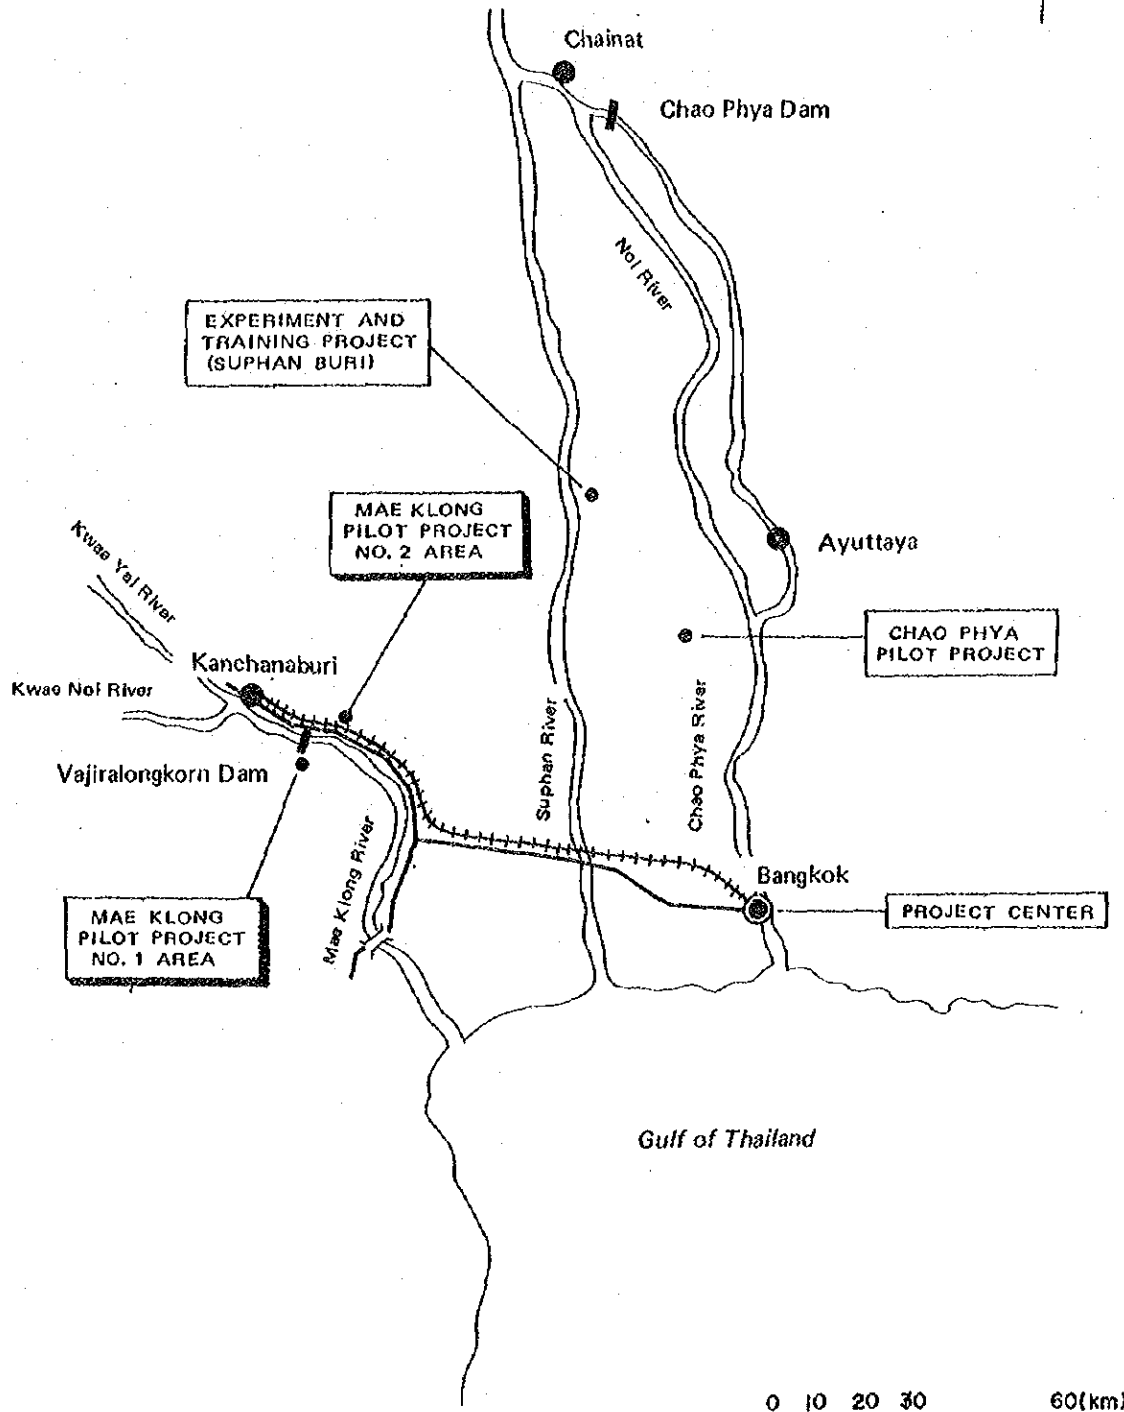 Chainat
Chao Phya Dam
Noi River
EXPERIMENT AND
TRAINING PROJECT
(SUPHAN BURI)
MAE KLONG
PILOT PROJECT
NO. 2 AREA
Kwae Yai River
Ayuttaya
CHAO PHYA
PILOT PROJECT
Kanchanaburi
Kwae Noi River
Suphan River
Chao Phya River
Vajiralongkorn Dam
Mae Klong River
Bangkok
PROJECT CENTER
MAE KLONG
PILOT PROJECT
NO. 1 AREA
Gulf of Thailand
0 10 20 30 60(km)